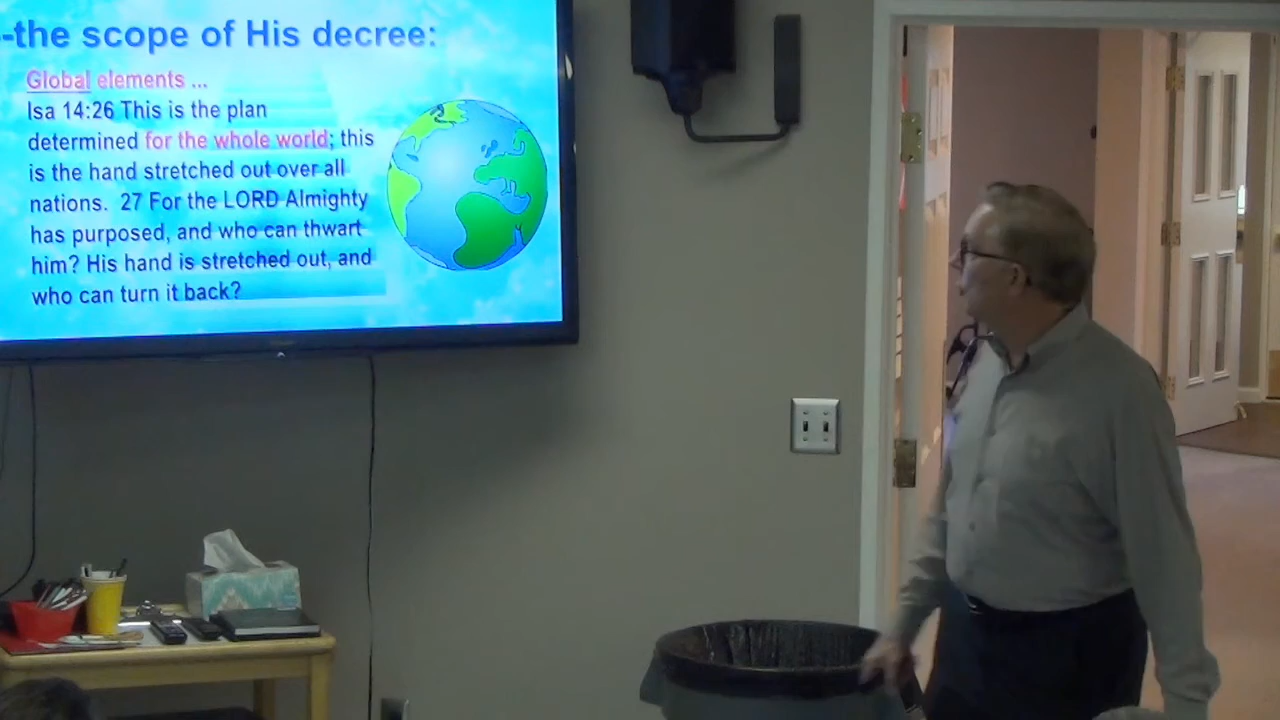 -the scope of His decree:
Global elements ...
Isa 14:26 This is the plan
determined for the whole world; this
is the hand stretched out over all
nations. 27 For the LORD Almighty
has purposed, and who can thwart
him? His hand is stretched out, and
who can turn it back?